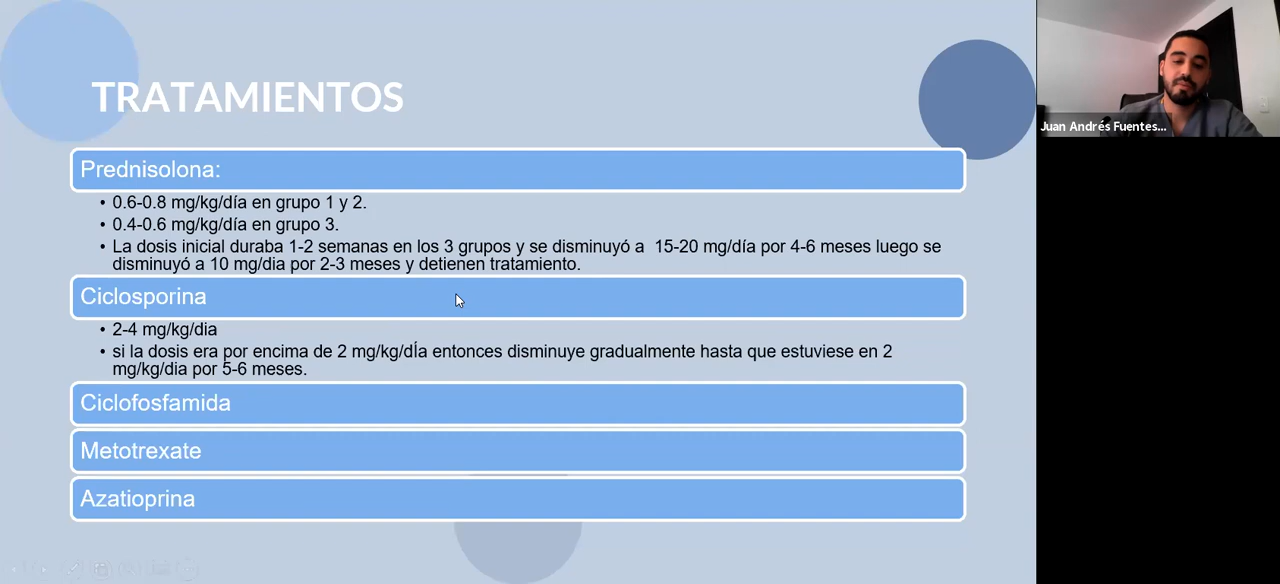 TRATAMIENTOS
Juan Andrés Fuentes...
Prednisolona:
• 0.6-0.8 mg/kg/día en grupo 1 y 2.
• 0.4-0.6 mg/kg/día en grupo 3.
• La dosis inicial duraba 1-2 semanas en los 3 grupos y se disminuyó a 15-20 mg/día por 4-6 meses luego se
disminuyó a 10 mg/dia por 2-3 meses y detienen tratamiento.
Ciclosporina
• 2-4 mg/kg/dia
• si la dosis era por encima de 2 mg/kg/dÍa entonces disminuye gradualmente hasta que estuviese en 2
mg/kg/dia por 5-6 meses.
Ciclofosfamida
Metotrexate
Azatioprina